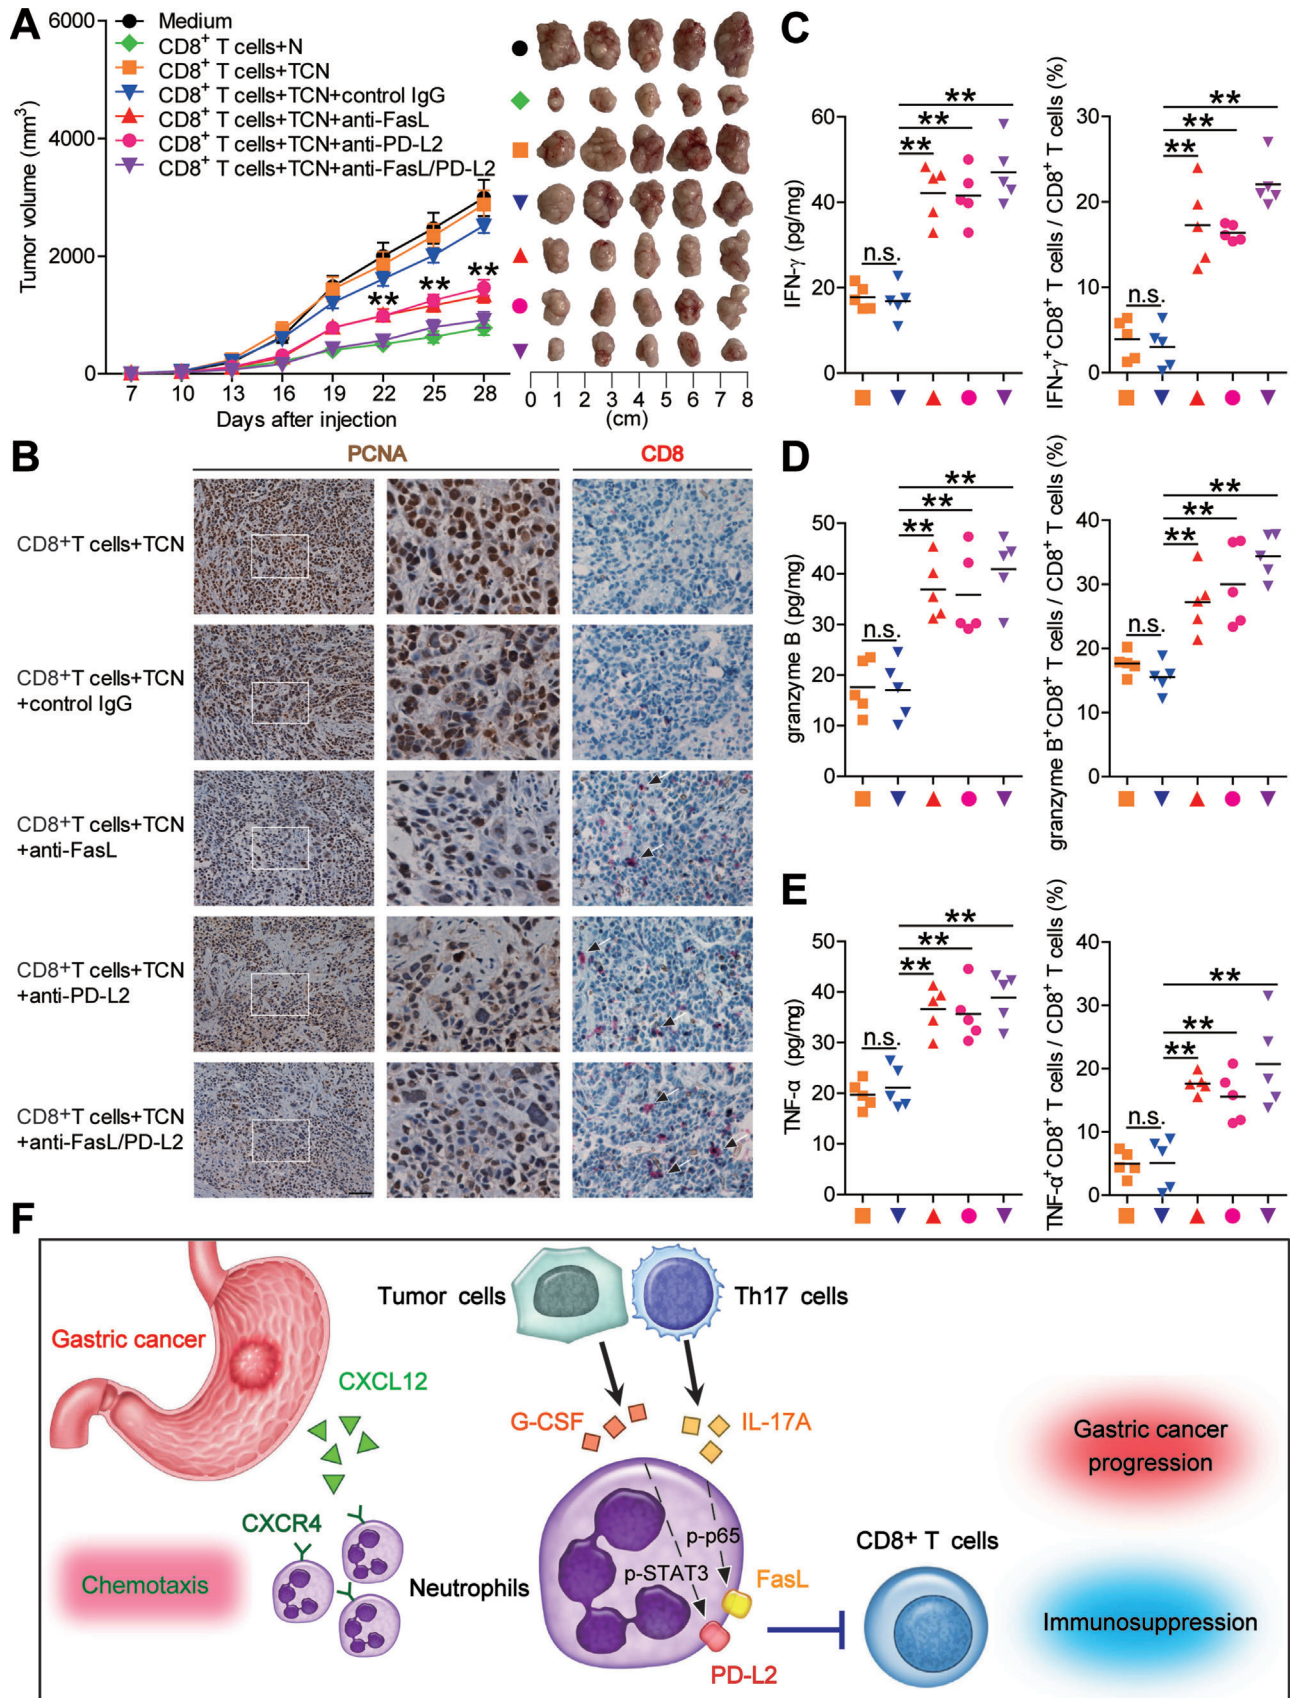 A
Tumor volume (mm³)
6000
4000
2000
0
Medium
CD8⁺ T cells+N
CD8⁺ T cells+TCN
CD8⁺ T cells+TCN+control IgG
CD8⁺ T cells+TCN+anti-FasL
CD8⁺ T cells+TCN+anti-PD-L2
CD8⁺ T cells+TCN+anti-FasL/PD-L2
** ** **
7 10 13 16 19 22 25 28
Days after injection
0 1 2 3 4 5 6 7 8
(cm)
B
PCNA CD8
CD8⁺T cells+TCN
CD8⁺T cells+TCN
+control IgG
CD8⁺T cells+TCN
+anti-FasL
CD8⁺T cells+TCN
+anti-PD-L2
CD8⁺T cells+TCN
+anti-FasL/PD-L2
C
IFN-γ (pg/mg)
60
40
20
0
n.s.
**
**
**
IFN-γ⁺CD8⁺ T cells / CD8⁺ T cells (%)
30
20
10
0
n.s.
**
**
**
D
granzyme B (pg/mg)
50
40
30
20
10
0
n.s.
**
**
**
granzyme B⁺CD8⁺ T cells / CD8⁺ T cells (%)
40
30
20
10
0
n.s.
**
**
**
E
TNF-α (pg/mg)
50
40
30
20
10
0
n.s.
**
**
**
TNF-α⁺CD8⁺ T cells / CD8⁺ T cells (%)
40
30
20
10
0
n.s.
**
**
**
F
Gastric cancer
CXCL12
CXCR4
Chemotaxis
Tumor cells
Th17 cells
G-CSF
IL-17A
Neutrophils
p-p65
p-STAT3
FasL
PD-L2
CD8+ T cells
Gastric cancer
progression
Immunosuppression